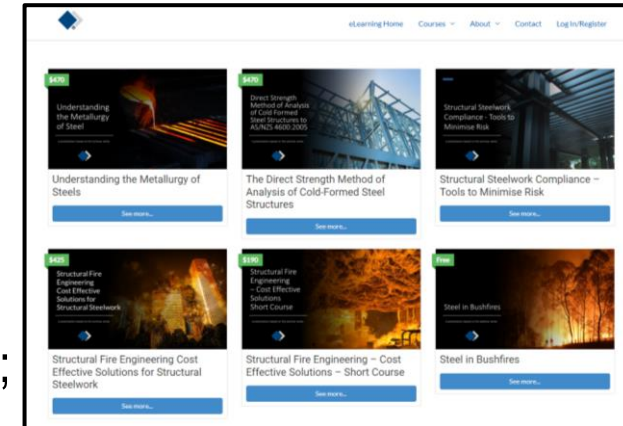 eLearning Home Courses About Contact Log In/Register
$470
Understanding
the Metallurgy
of Steel
Understanding the Metallurgy of
Steels
See more...
$470
Direct Strength
Method of Analysis
of Cold Formed
Steel Structures to
AS/NZS 4600:2005
The Direct Strength Method of
Analysis of Cold-Formed Steel
Structures
See more...
Structural Steelwork
Compliance - Tools to
Minimise Risk
Structural Steelwork Compliance –
Tools to Minimise Risk
See more...
$425
Structural Fire
Engineering
Cost Effective
Solutions for
Structural Steelwork
Structural Fire Engineering Cost
Effective Solutions for Structural
Steelwork
See more...
$190
Structural Fire
Engineering
– Cost Effective
Solutions
Short Course
Structural Fire Engineering – Cost
Effective Solutions – Short Course
See more...
Free
Steel in Bushfires
Steel in Bushfires
See more...
;